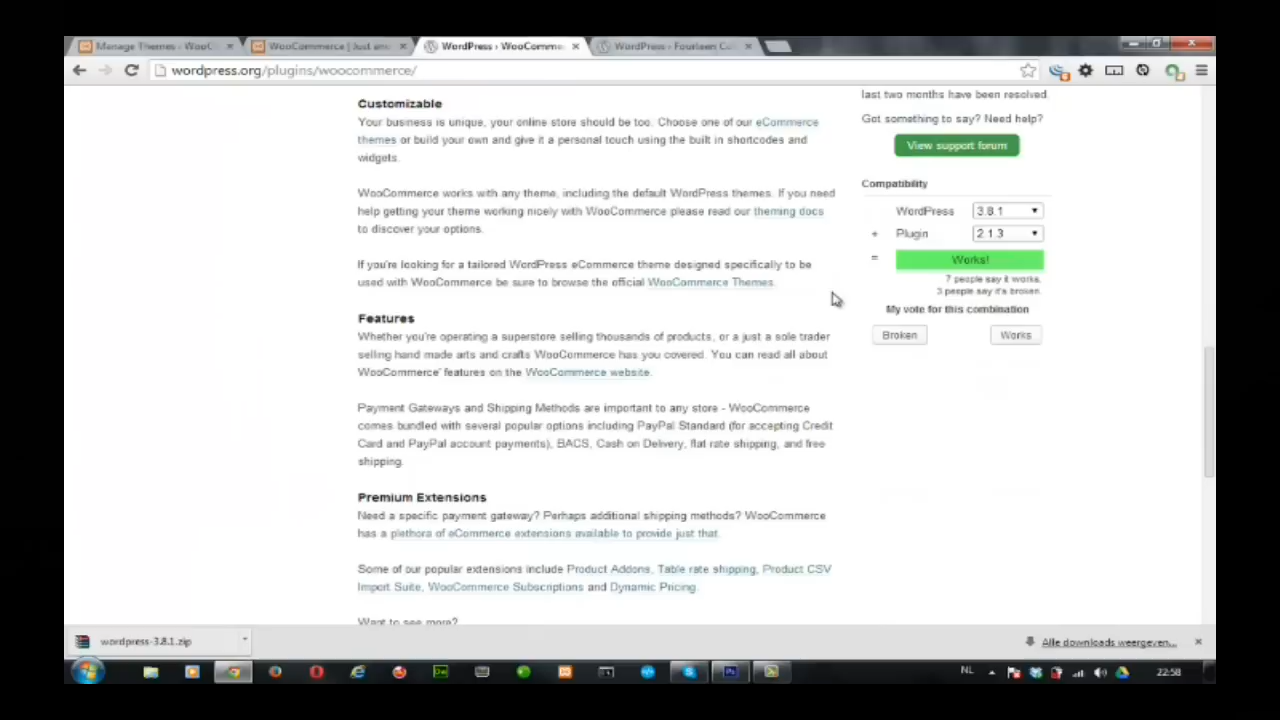 Manage Themes ‹ WooC
WooCommerce | Just ano
WordPress › WooComme
WordPress › Fourteen Co
wordpress.org/plugins/woocommerce/
Customizable
Your business is unique, your online store should be too. Choose one of our eCommerce
themes or build your own and give it a personal touch using the built in shortcodes and
widgets.
WooCommerce works with any theme, including the default WordPress themes. If you need
help getting your theme working nicely with WooCommerce please read our theming docs
to discover your options.
If you're looking for a tailored WordPress eCommerce theme designed specifically to be
used with WooCommerce be sure to browse the official WooCommerce Themes.
Features
Whether you're operating a superstore selling thousands of products, or a just a sole trader
selling hand made arts and crafts WooCommerce has you covered. You can read all about
WooCommerce' features on the WooCommerce website.
Payment Gateways and Shipping Methods are important to any store - WooCommerce
comes bundled with several popular options including PayPal Standard (for accepting Credit
Card and PayPal account payments), BACS, Cash on Delivery, flat rate shipping, and free
shipping.
Premium Extensions
Need a specific payment gateway? Perhaps additional shipping methods? WooCommerce
has a plethora of eCommerce extensions available to provide just that.
Some of our popular extensions include Product Addons, Table rate shipping, Product CSV
Import Suite, WooCommerce Subscriptions and Dynamic Pricing.
Want to see more?
last two months have been resolved.
Got something to say? Need help?
View support forum
Compatibility
WordPress 3.8.1
+ Plugin 2.1.3
= Works!
7 people say it works.
3 people say it's broken.
My vote for this combination
Broken Works
wordpress-3.8.1.zip
Alle downloads weergeven...
NL
22:58